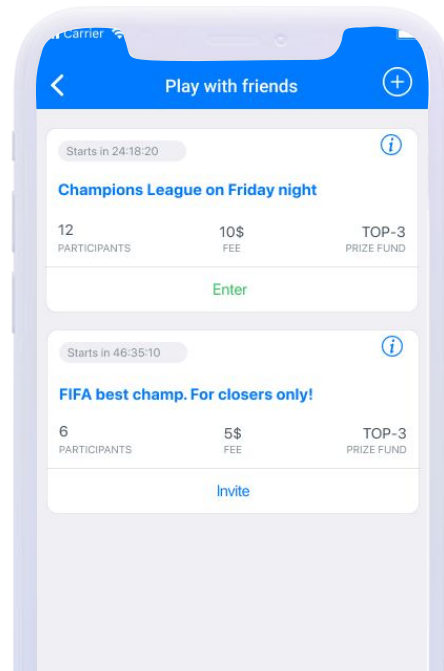 Carrier
Play with friends
Starts in 24:18:20
Champions League on Friday night
12 10$ TOP-3
PARTICIPANTS FEE PRIZE FUND
Enter
Starts in 46:35:10
FIFA best champ. For closers only!
6 5$ TOP-3
PARTICIPANTS FEE PRIZE FUND
Invite